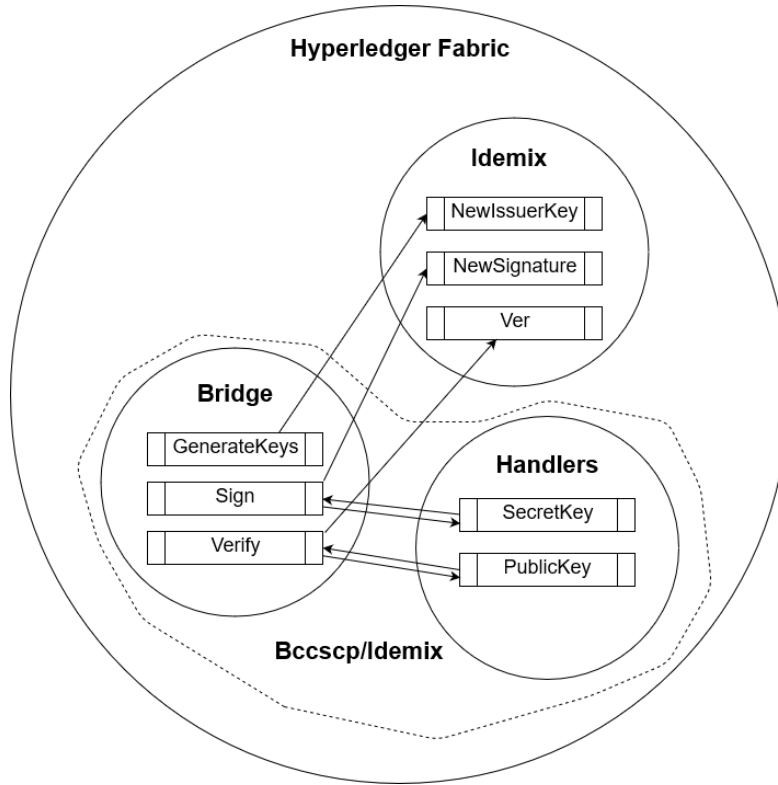 Hyperledger Fabric
Idemix
NewIssuerKey
NewSignature
Ver
Bridge
GenerateKeys
Sign
Verify
Handlers
SecretKey
PublicKey
Bccscp/Idemix